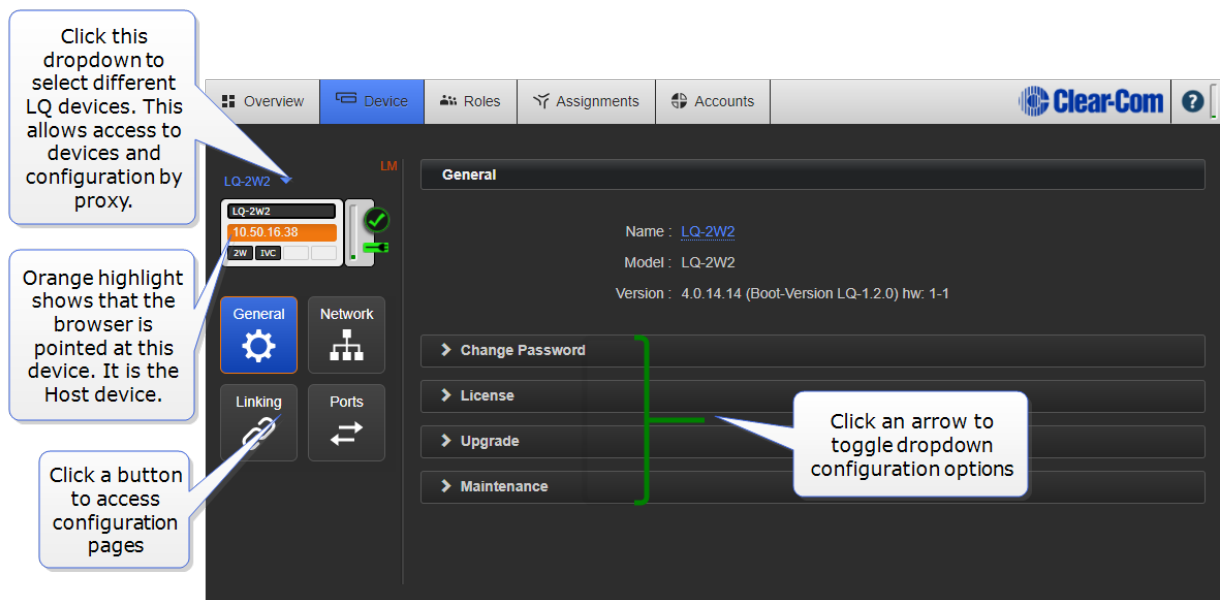 Click this
dropdown to
select different
LQ devices. This
allows access to
devices and
configuration by
proxy.
Overview
Device
Roles
Assignments
Accounts
Clear-Com
?
LQ-2W2
LM
LQ-2W2
10.50.16.38
2W IVC
Orange highlight
shows that the
browser is
pointed at this
device. It is the
Host device.
General
Network
Linking
Ports
Click a button
to access
configuration
pages
General
Name : LQ-2W2
Model : LQ-2W2
Version : 4.0.14.14 (Boot-Version LQ-1.2.0) hw: 1-1
Change Password
License
Upgrade
Maintenance
Click an arrow to
toggle dropdown
configuration options